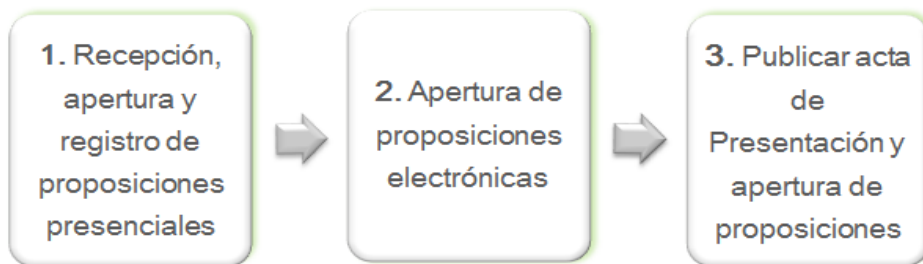 1. Recepción,
apertura y
registro de
proposiciones
presenciales
2. Apertura de
proposiciones
electrónicas
3. Publicar acta
de
Presentación y
apertura de
proposiciones